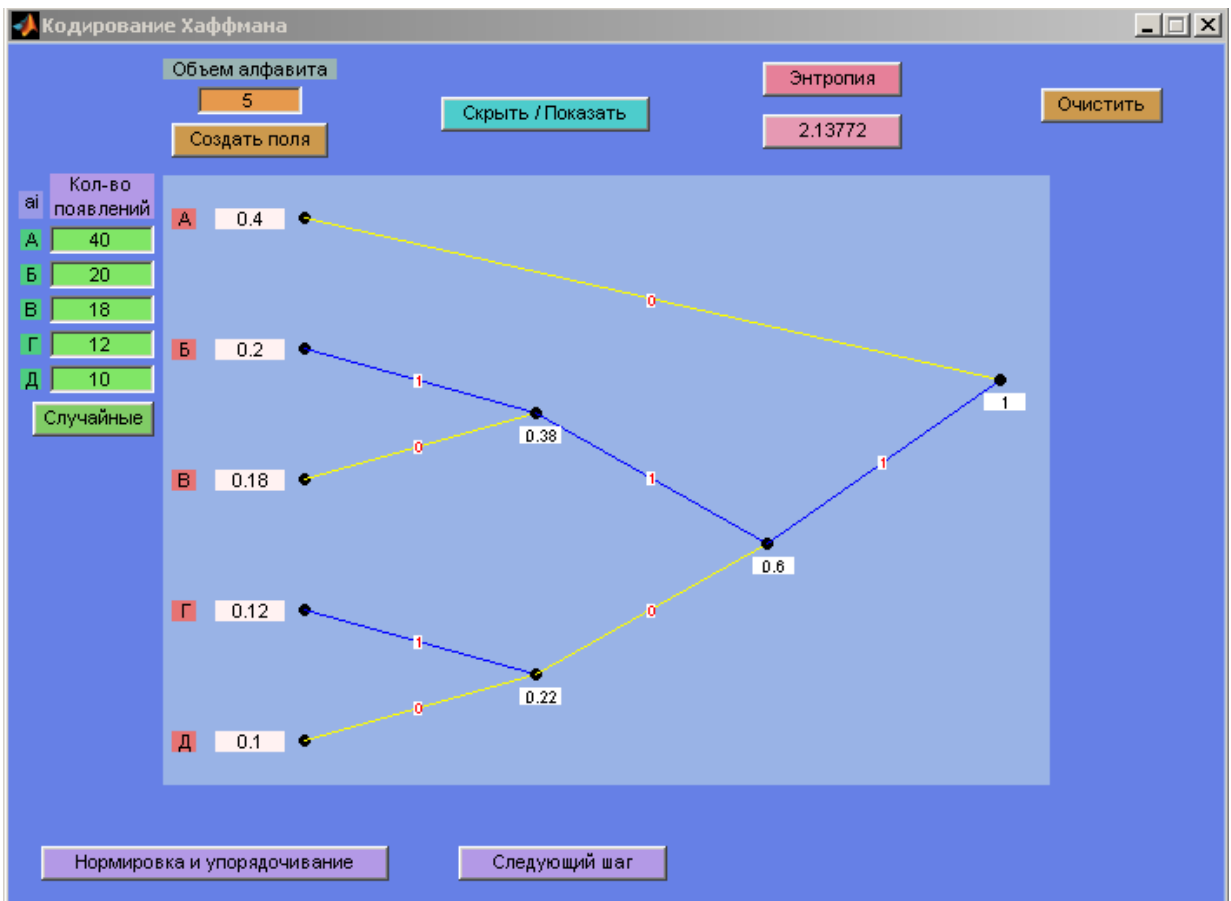 Кодирование Хаффмана
Объем алфавита
5
Создать поля
Скрыть / Показать
Энтропия
2.13772
Очистить
ai
Кол-во
появлений
А 40
Б 20
В 18
Г 12
Д 10
Случайные
А 0.4
0
Б 0.2
1
0.38
1
0
В 0.18
1
1
0.6
Г 0.12
0
1
0.22
0
Д 0.1
Нормировка и упорядочивание
Следующий шаг